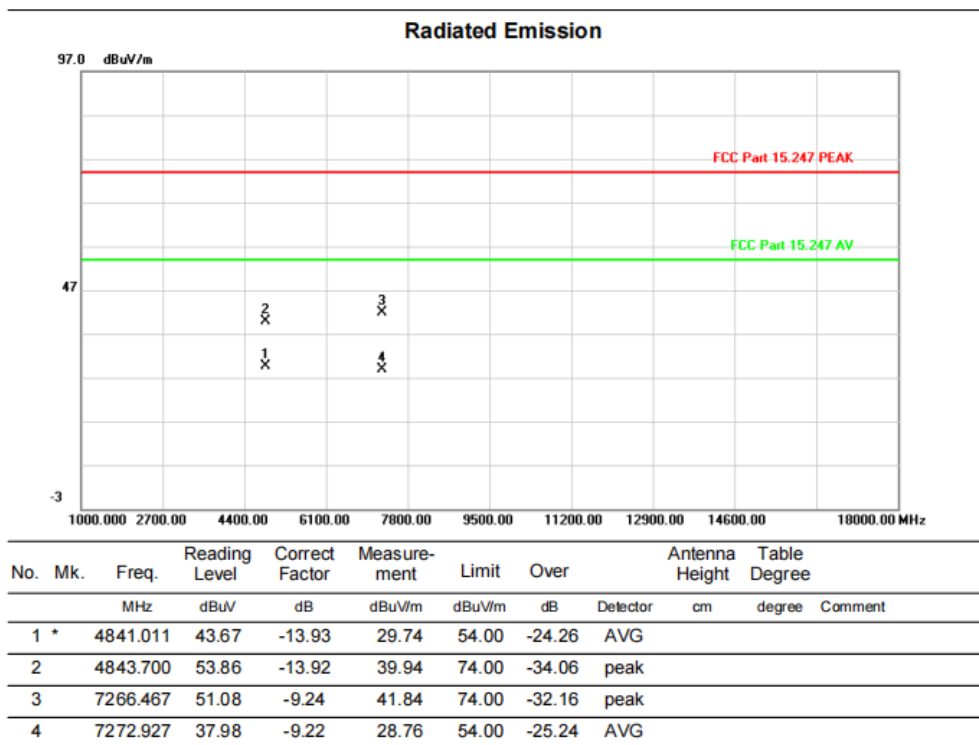 Radiated Emission
97.0 dBuV/m
FCC Part 15.247 PEAK
FCC Part 15.247 AV
47
2
3
1
4
-3
1000.000 2700.00 4400.00 6100.00 7800.00 9500.00 11200.00 12900.00 14600.00 18000.00 MHz
No. Mk. Freq. Reading Level Correct Factor Measure-ment Limit Over Antenna Height Table Degree
MHz dBuV dB dBuV/m dBuV/m dB Detector cm degree Comment
1 * 4841.011 43.67 -13.93 29.74 54.00 -24.26 AVG
2 4843.700 53.86 -13.92 39.94 74.00 -34.06 peak
3 7266.467 51.08 -9.24 41.84 74.00 -32.16 peak
4 7272.927 37.98 -9.22 28.76 54.00 -25.24 AVG